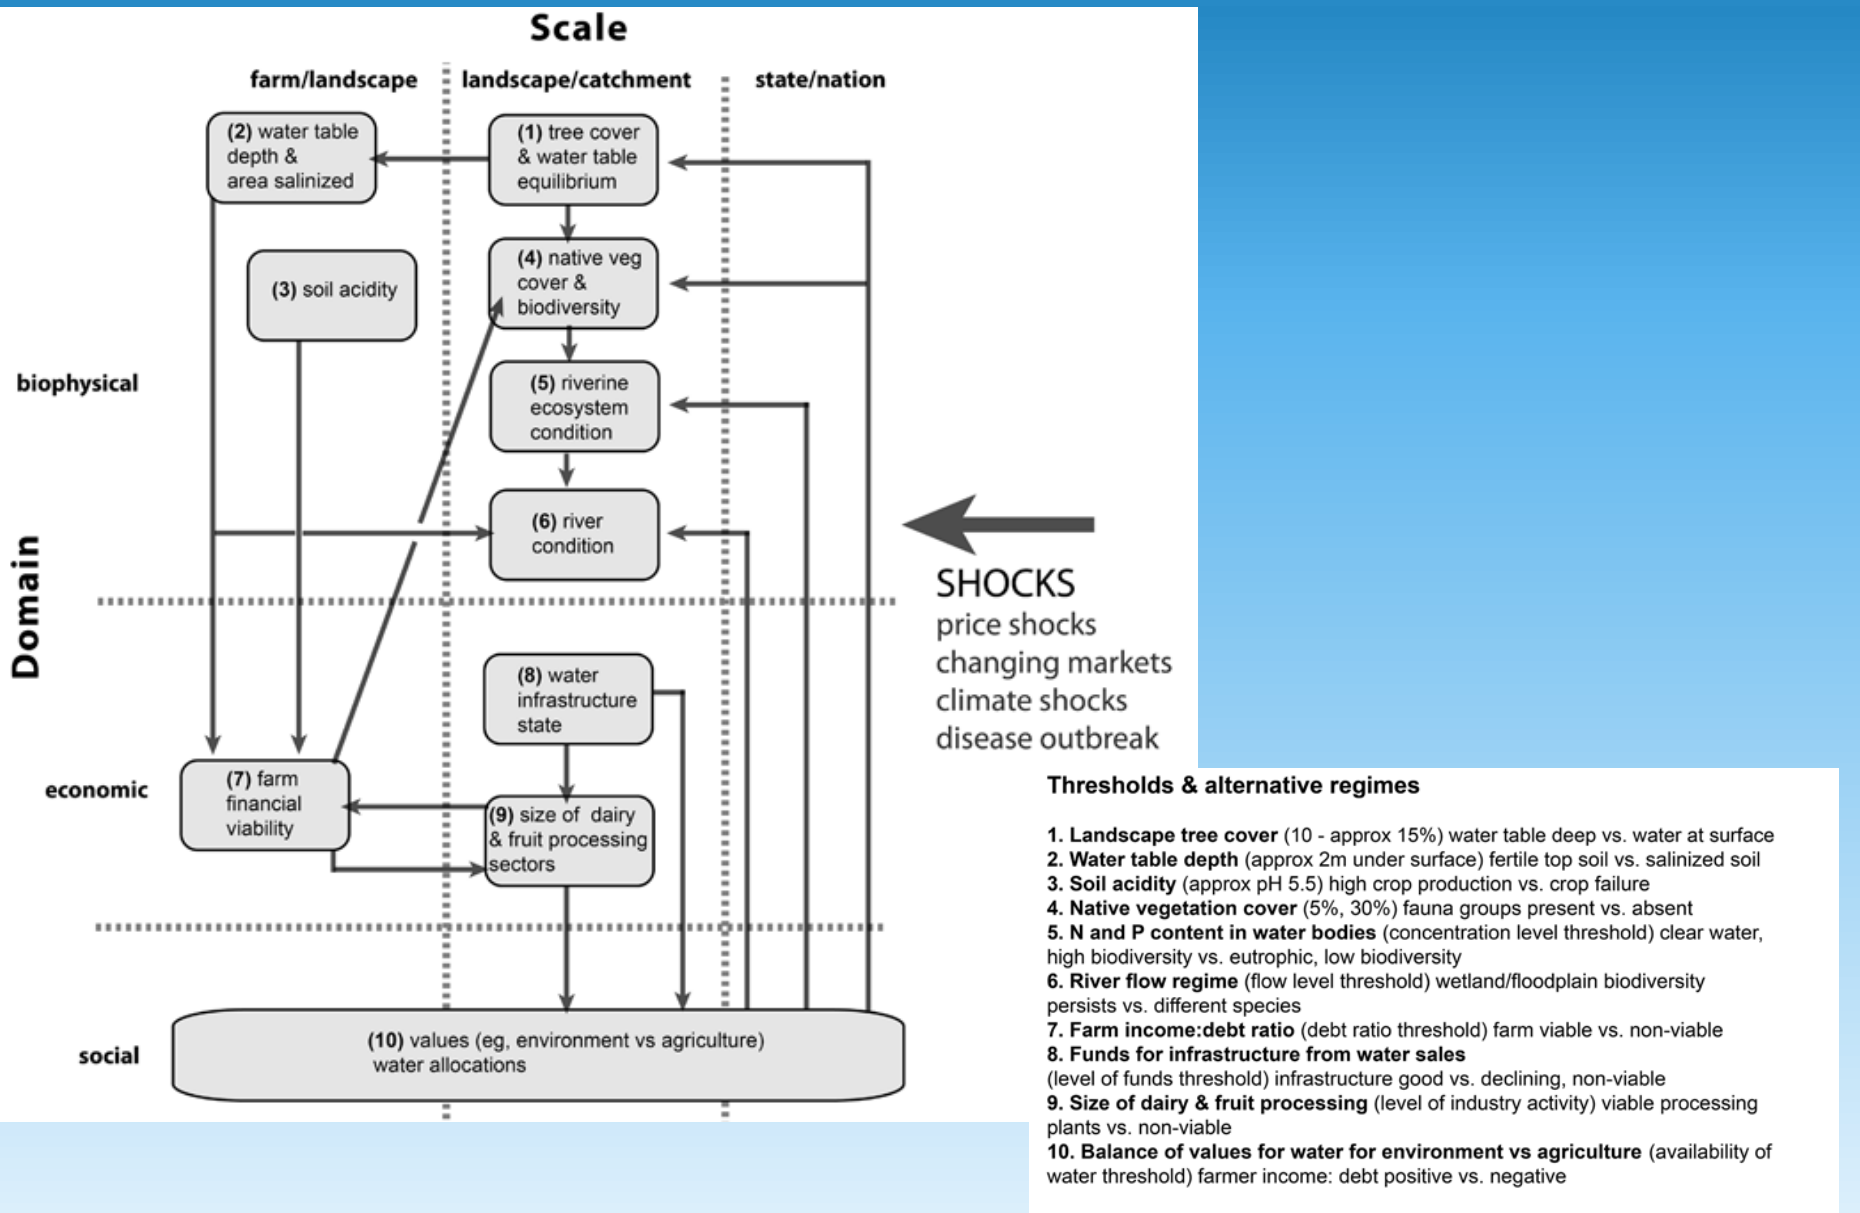 Scale
farm/landscape
landscape/catchment
state/nation
(2) water table
depth &
area salinized
(1) tree cover
& water table
equilibrium
(3) soil acidity
(4) native veg
cover &
biodiversity
biophysical
(5) riverine
ecosystem
condition
(6) river
condition
Domain
SHOCKS
price shocks
changing markets
climate shocks
disease outbreak
(8) water
infrastructure
state
economic
(7) farm
financial
viability
(9) size of dairy
& fruit processing
sectors
social
(10) values (eg, environment vs agriculture)
water allocations
Thresholds & alternative regimes
1. Landscape tree cover (10 - approx 15%) water table deep vs. water at surface
2. Water table depth (approx 2m under surface) fertile top soil vs. salinized soil
3. Soil acidity (approx pH 5.5) high crop production vs. crop failure
4. Native vegetation cover (5%, 30%) fauna groups present vs. absent
5. N and P content in water bodies (concentration level threshold) clear water,
high biodiversity vs. eutrophic, low biodiversity
6. River flow regime (flow level threshold) wetland/floodplain biodiversity
persists vs. different species
7. Farm income:debt ratio (debt ratio threshold) farm viable vs. non-viable
8. Funds for infrastructure from water sales
(level of funds threshold) infrastructure good vs. declining, non-viable
9. Size of dairy & fruit processing (level of industry activity) viable processing
plants vs. non-viable
10. Balance of values for water for environment vs agriculture (availability of
water threshold) farmer income: debt positive vs. negative